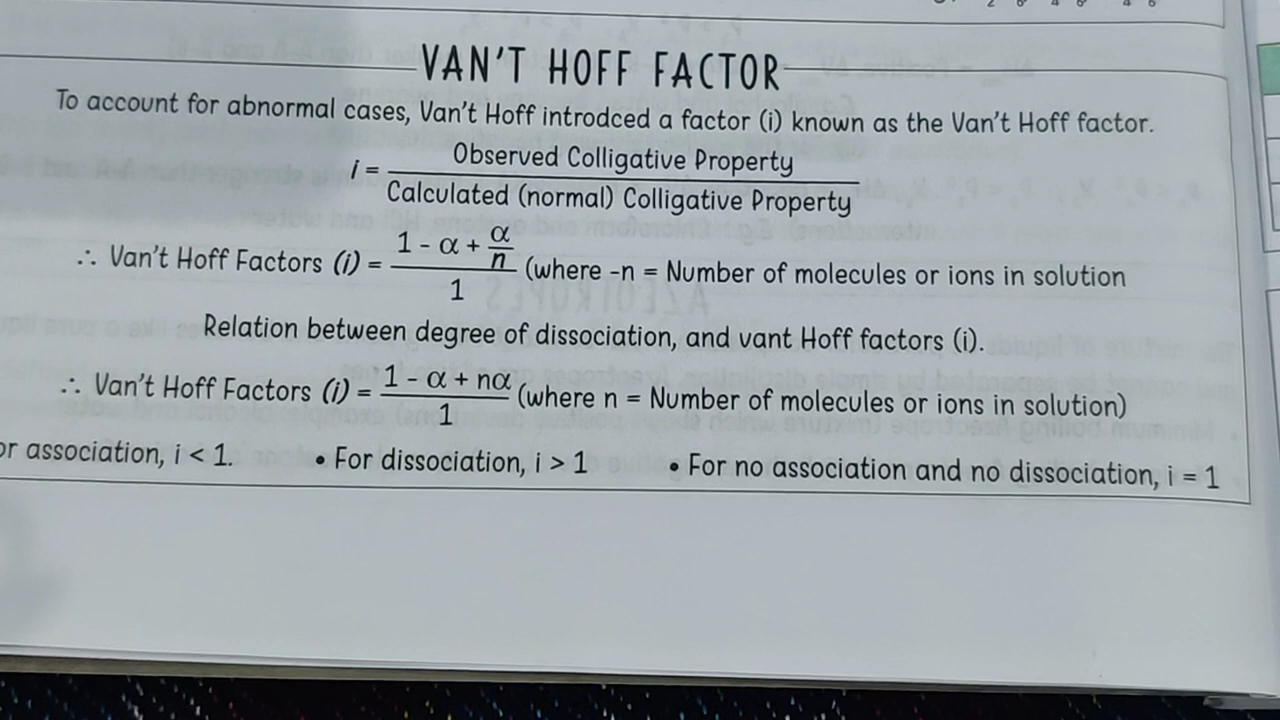 VAN'T HOFF FACTOR
To account for abnormal cases, Van't Hoff introdced a factor (i) known as the Van't Hoff factor.
i = Observed Colligative Property / Calculated (normal) Colligative Property
∴ Van't Hoff Factors (i) = (1 - α + α/n) / 1 (where -n = Number of molecules or ions in solution
Relation between degree of dissociation, and vant Hoff factors (i).
∴ Van't Hoff Factors (i) = (1 - α + nα) / 1 (where n = Number of molecules or ions in solution)
or association, i < 1. • For dissociation, i > 1 • For no association and no dissociation, i = 1